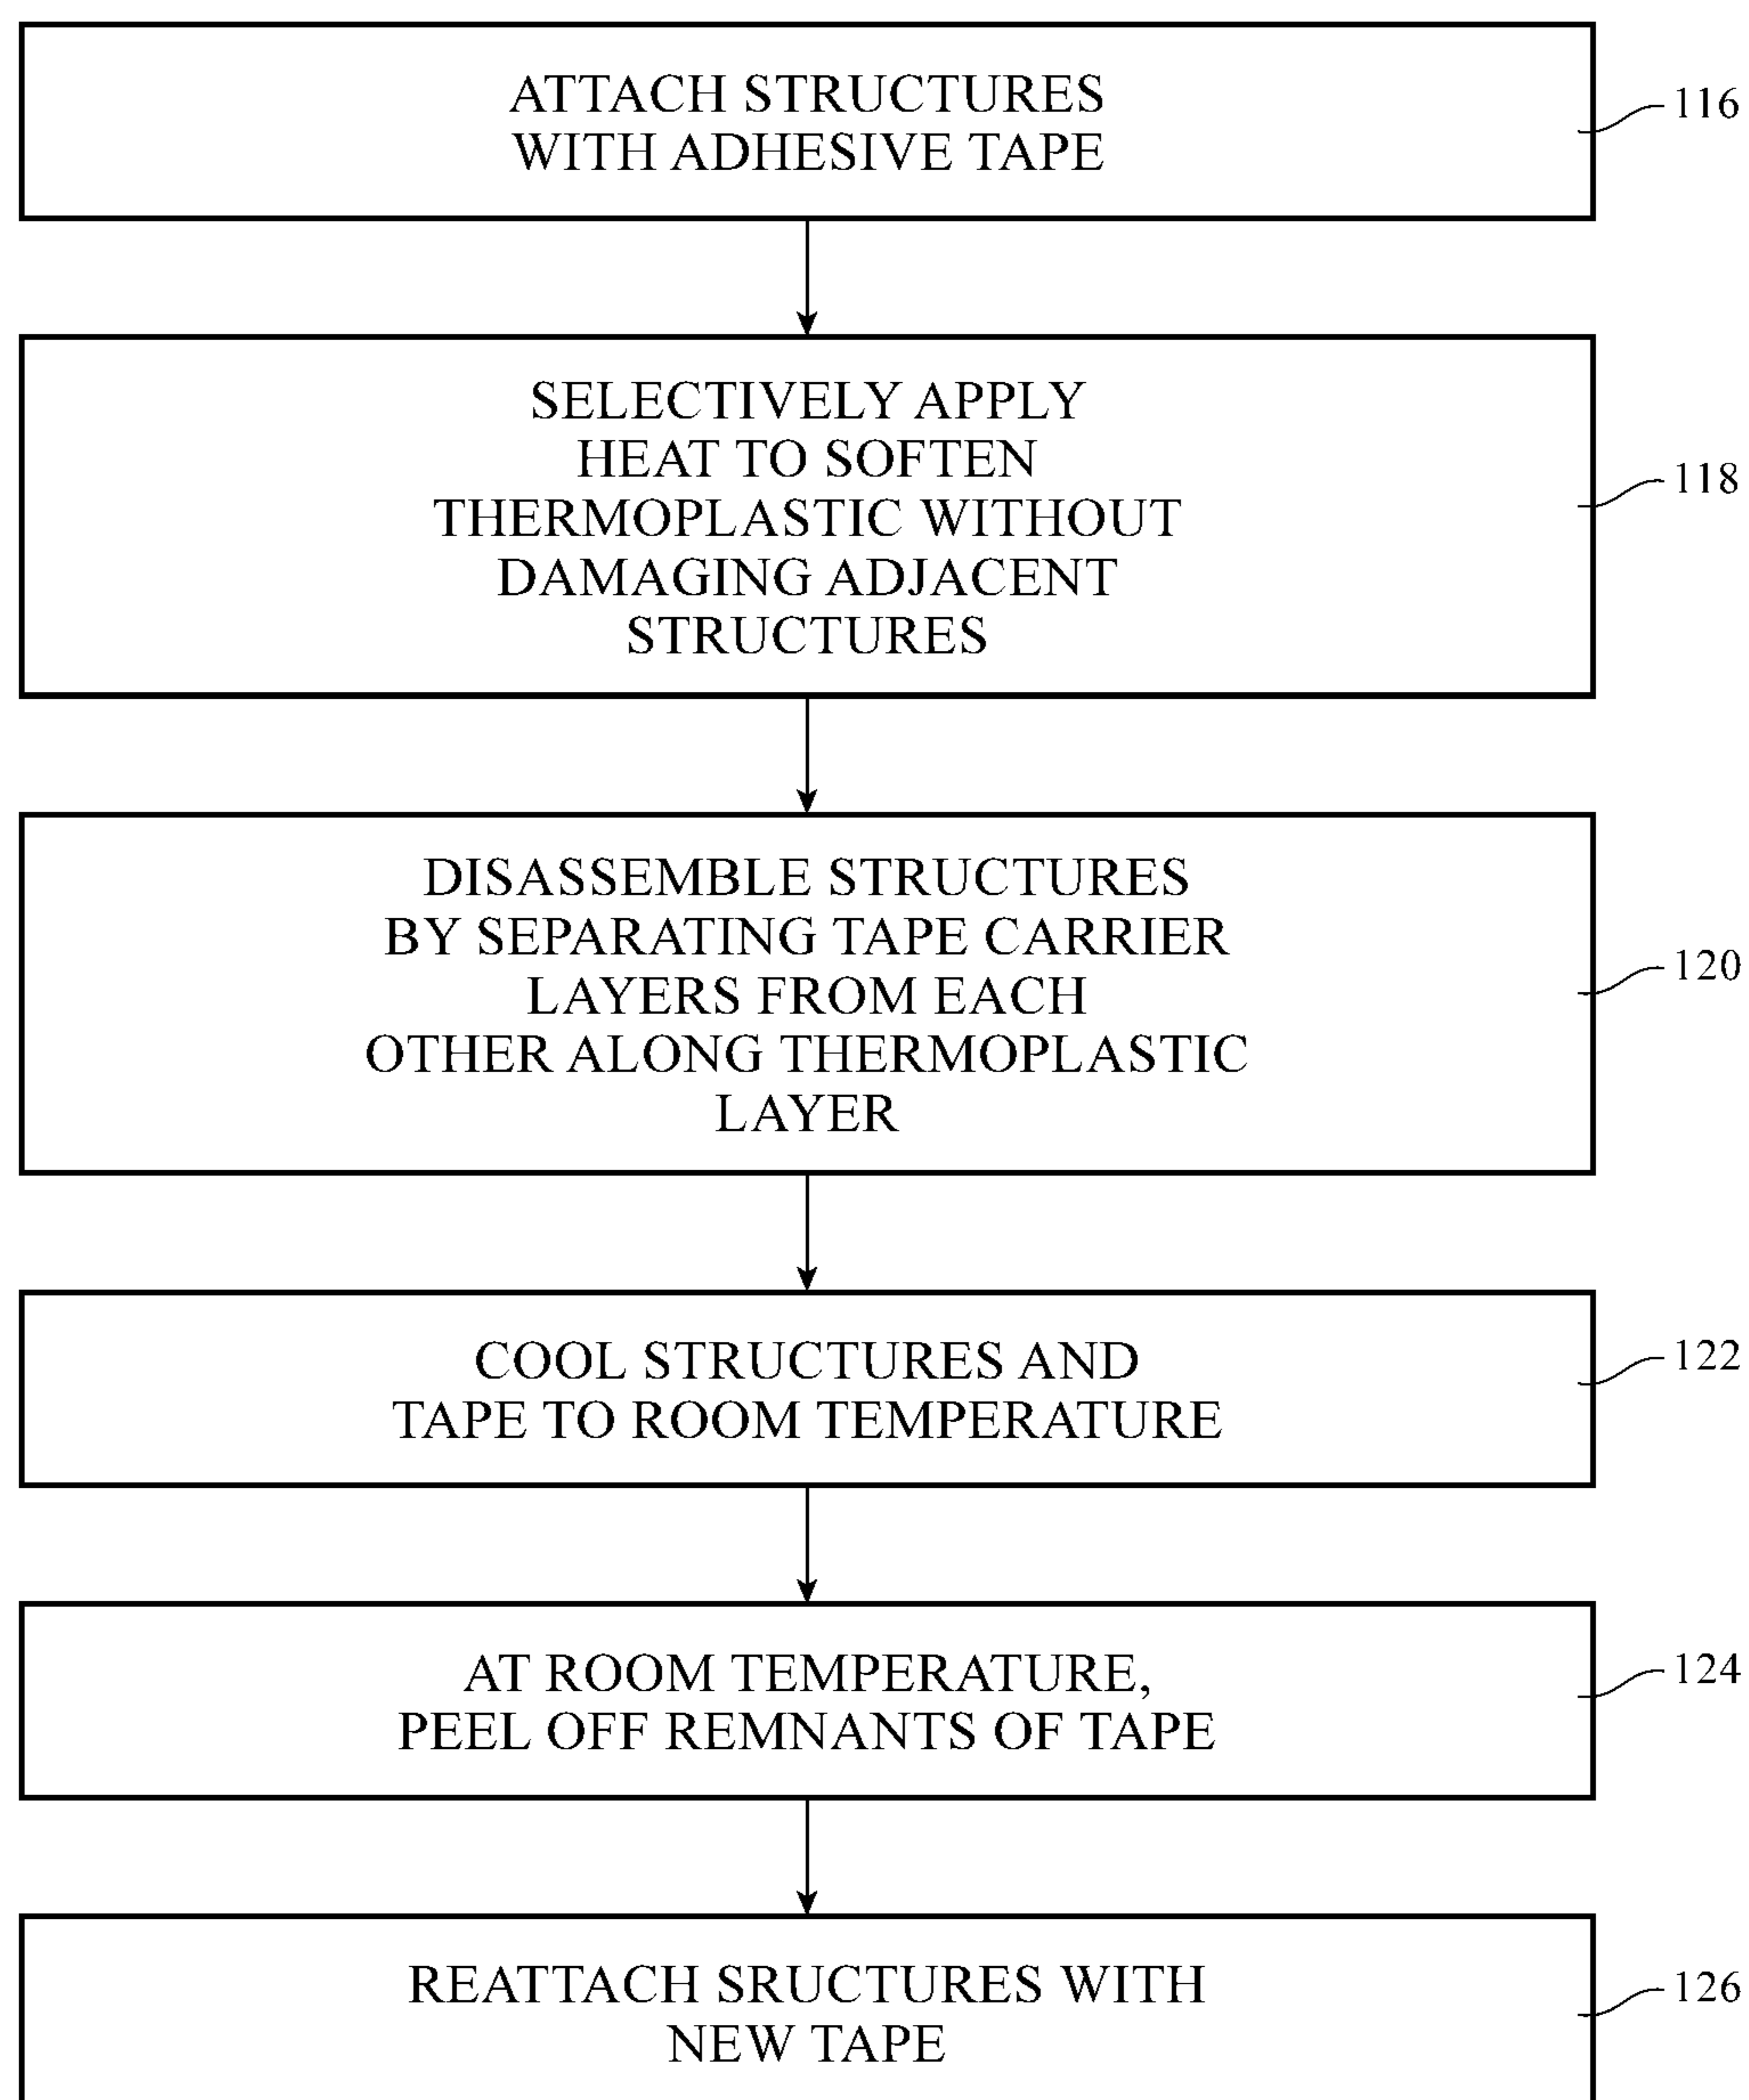 ATTACH STRUCTURES
WITH ADHESIVE TAPE
116
SELECTIVELY APPLY
HEAT TO SOFTEN
THERMOPLASTIC WITHOUT
DAMAGING ADJACENT
STRUCTURES
118
DISASSEMBLE STRUCTURES
BY SEPARATING TAPE CARRIER
LAYERS FROM EACH
OTHER ALONG THERMOPLASTIC
LAYER
120
COOL STRUCTURES AND
TAPE TO ROOM TEMPERATURE
122
AT ROOM TEMPERATURE,
PEEL OFF REMNANTS OF TAPE
124
REATTACH SRUCTURES WITH
NEW TAPE
126